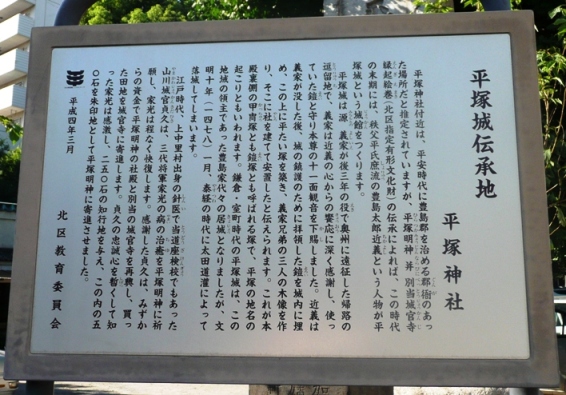 平塚城伝承地
平塚神社
平塚神社付近は、平安時代に豊島郡を治める郡衙のあっ
た場所だと推定されていますが、平塚明神并別当城官寺
縁起絵巻（北区指定有形文化財）の伝承によれば、この時代
の末期には、秩父平氏庶流の豊島太郎近義という人物が平
塚城という城館をつくります。
平塚城は源義家が後三年の役で奥州に遠征した帰路の
逗留地で、義家は近義の心からの饗応に深く感謝し、使っ
ていた鎧と守り本尊の十一面観音を下賜しました。近義は
義家が没した後、城の鎮護のために拝領した鎧を城内に埋
め、この上に平たい塚を築き、義家兄弟の三人の木像を作
り、そこに社を建てて安置したと伝えられます。これが本
殿裏側の甲冑塚とも鎧塚とも呼ばれる塚で、平塚の地名の
起こりともいわれます。鎌倉・室町時代の平塚城は、この
地域の領主であった豊島家代々の居城となりましたが、文
明十年（一四七八）一月、泰経の時代に太田道灌によって
落城してしまいます。
江戸時代、上中里村出身の針医で当道座検校でもあった
山川城官貞久は、三代将軍家光の病の治癒を平塚明神に祈
願し、家光は程なく快復します。感謝した貞久は、みずか
らの資金で平塚明神の社殿と別当の城官寺を再興し、買っ
た田地を城官寺に寄進します。貞久の忠誠心を暫くして知
った家光は感激し、二五〇石の知行地を与え、この内の五
〇石を朱印地として平塚明神に寄進させました。
平成四年三月
北区教育委員会